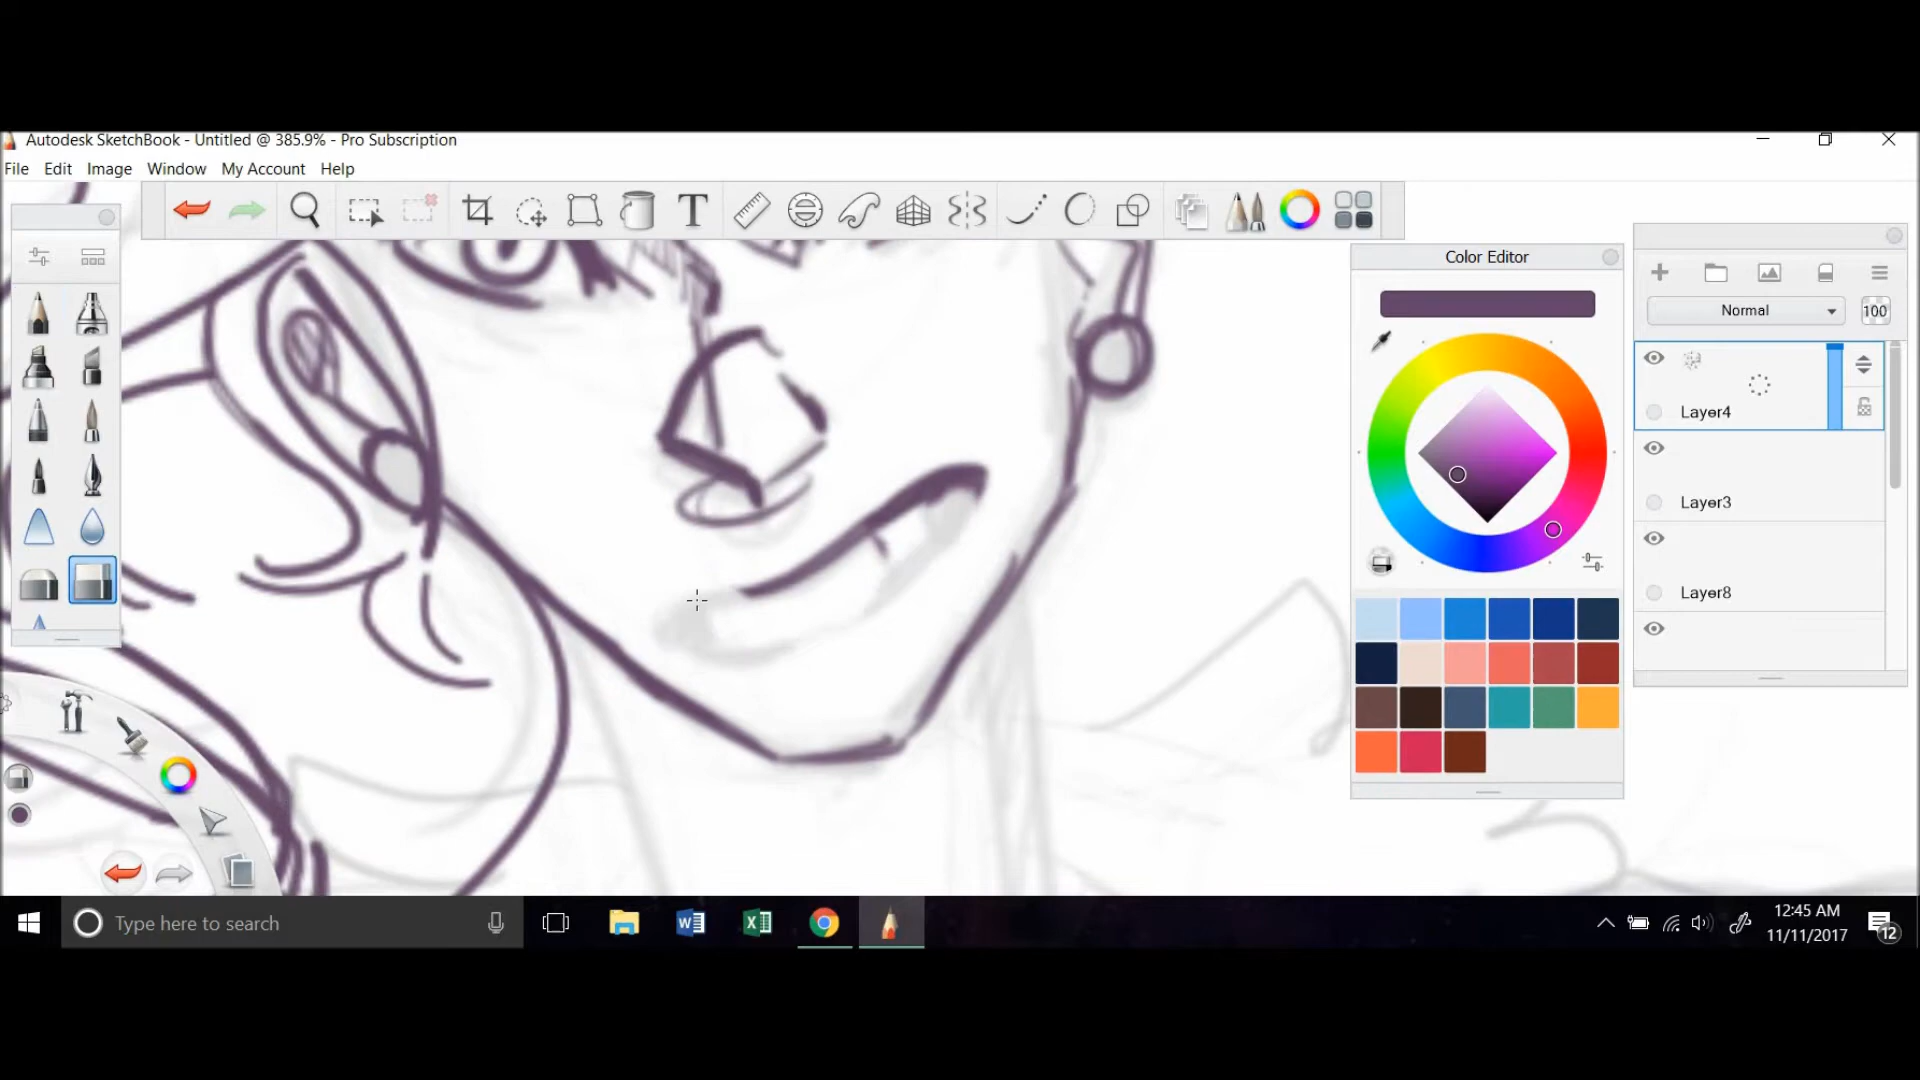 Autodesk SketchBook - Untitled @ 385.9% - Pro Subscription
File Edit Image Window My Account Help
T
Color Editor
Normal 100
Layer4
Layer3
Layer8
Type here to search
12:45 AM
11/11/2017
12